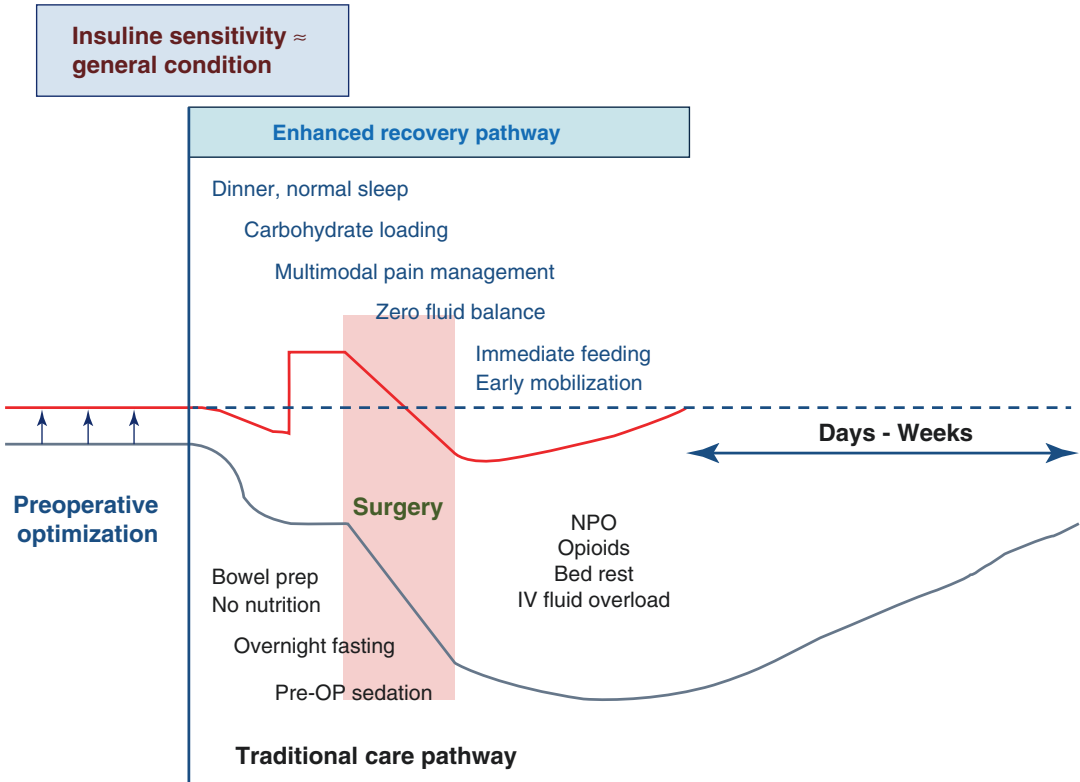 Insuline sensitivity ≈
general condition
Enhanced recovery pathway
Dinner, normal sleep
Carbohydrate loading
Multimodal pain management
Zero fluid balance
Immediate feeding
Early mobilization
Days - Weeks
Preoperative
optimization
Surgery
NPO
Opioids
Bed rest
IV fluid overload
Bowel prep
No nutrition
Overnight fasting
Pre-OP sedation
Traditional care pathway